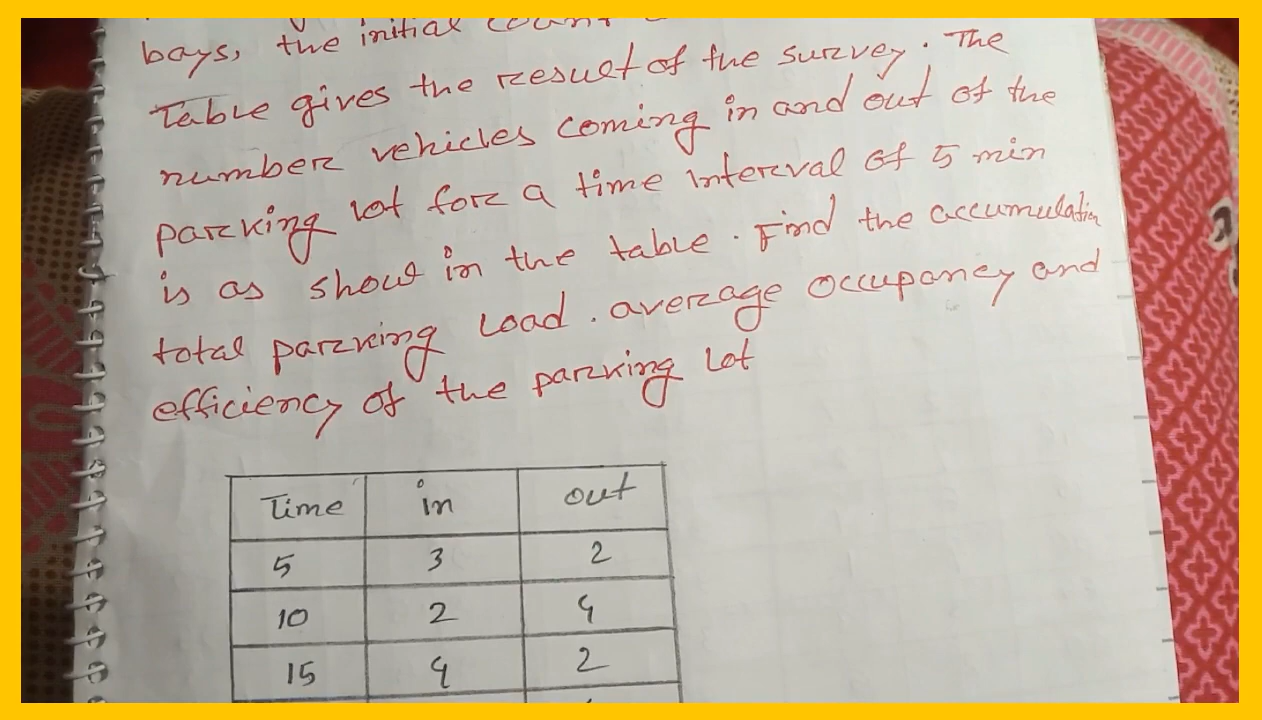 bays, the initial count
Table gives the result of the survey. The
number vehicles coming in and out of the
parking lot for a time interval of 5 min
is as show in the table. Find the accumulation
total parking load. average occupancy and
efficiency of the parking lot
Time in out
5 3 2
10 2 4
15 4 2